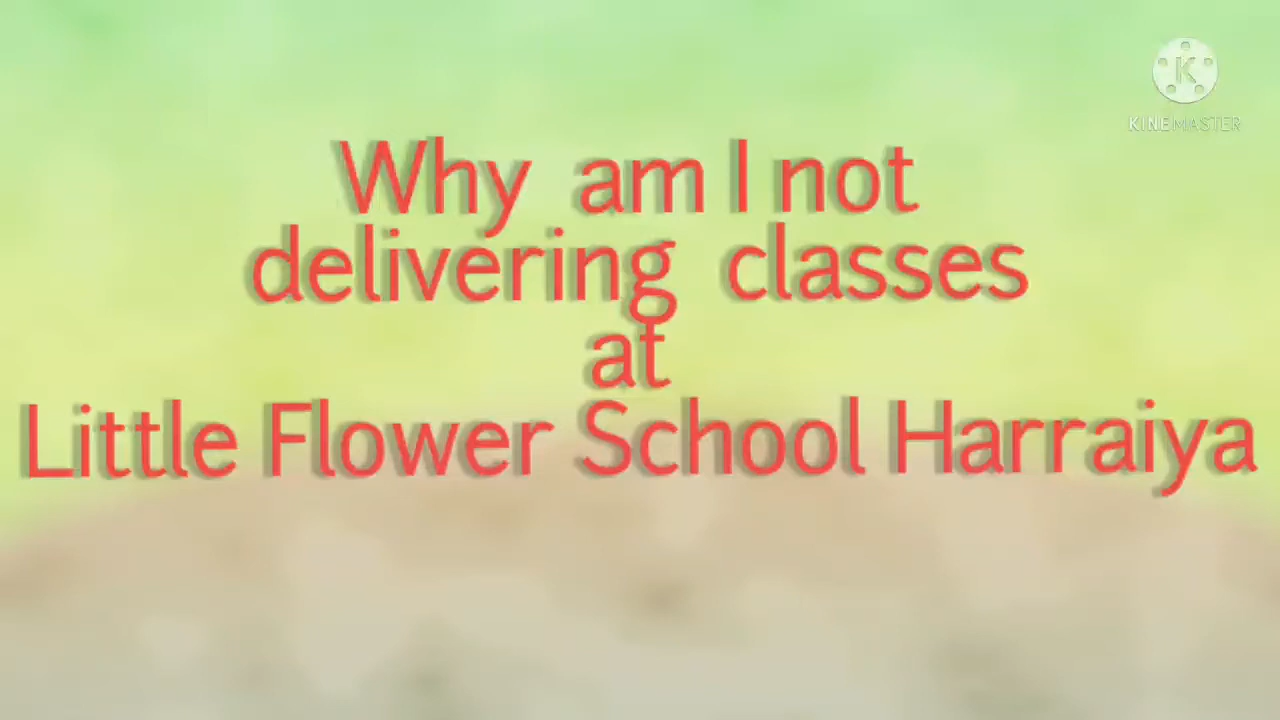 KINEMASTER
Why am I not
delivering classes
at
Little Flower School Harraiya